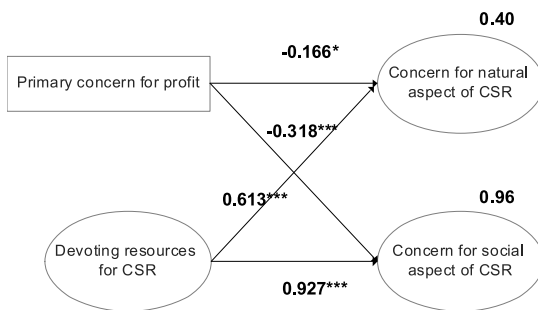 0.40
-0.166*
Primary concern for profit
Concern for natural
aspect of CSR
-0.318***
0.613***
0.96
Devoting resources
for CSR
Concern for social
aspect of CSR
0.927***